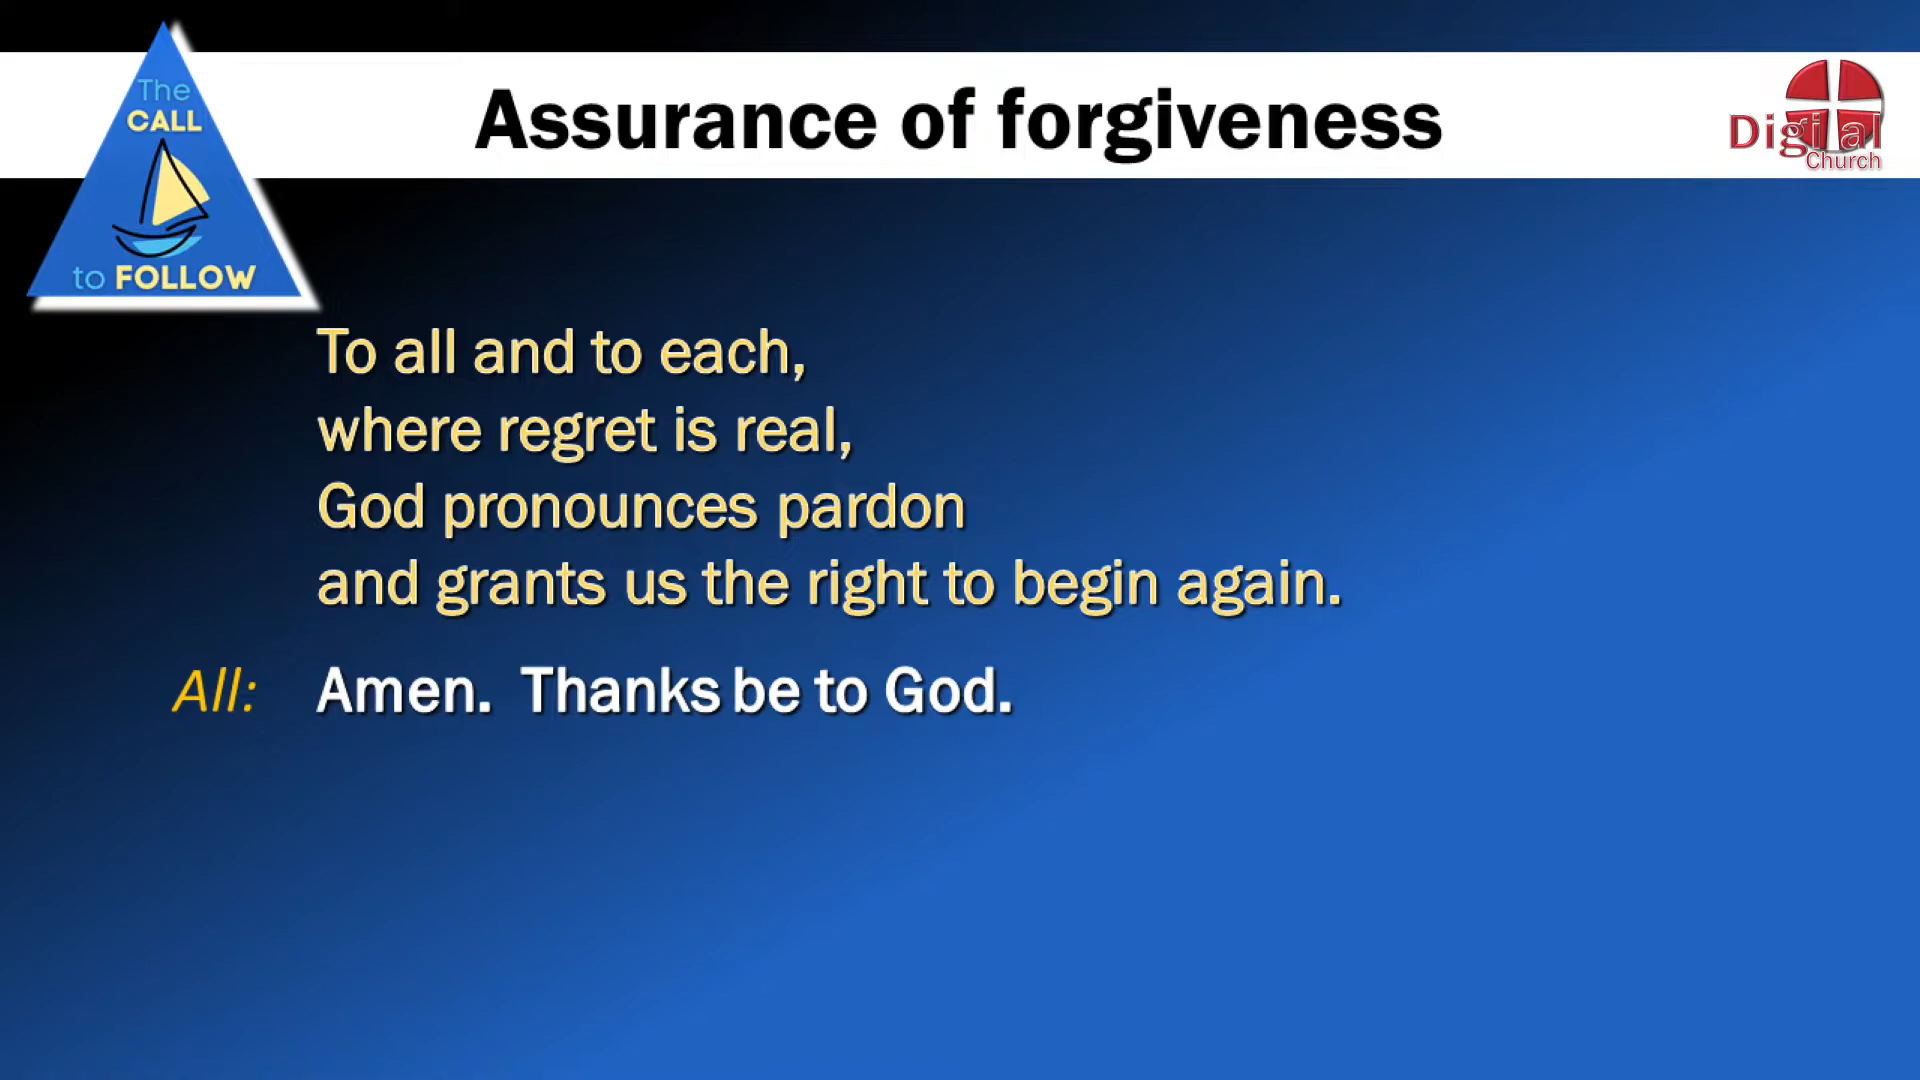 The
CALL
to FOLLOW
Assurance of forgiveness
Digital
Church
To all and to each,
where regret is real,
God pronounces pardon
and grants us the right to begin again.
All: Amen. Thanks be to God.